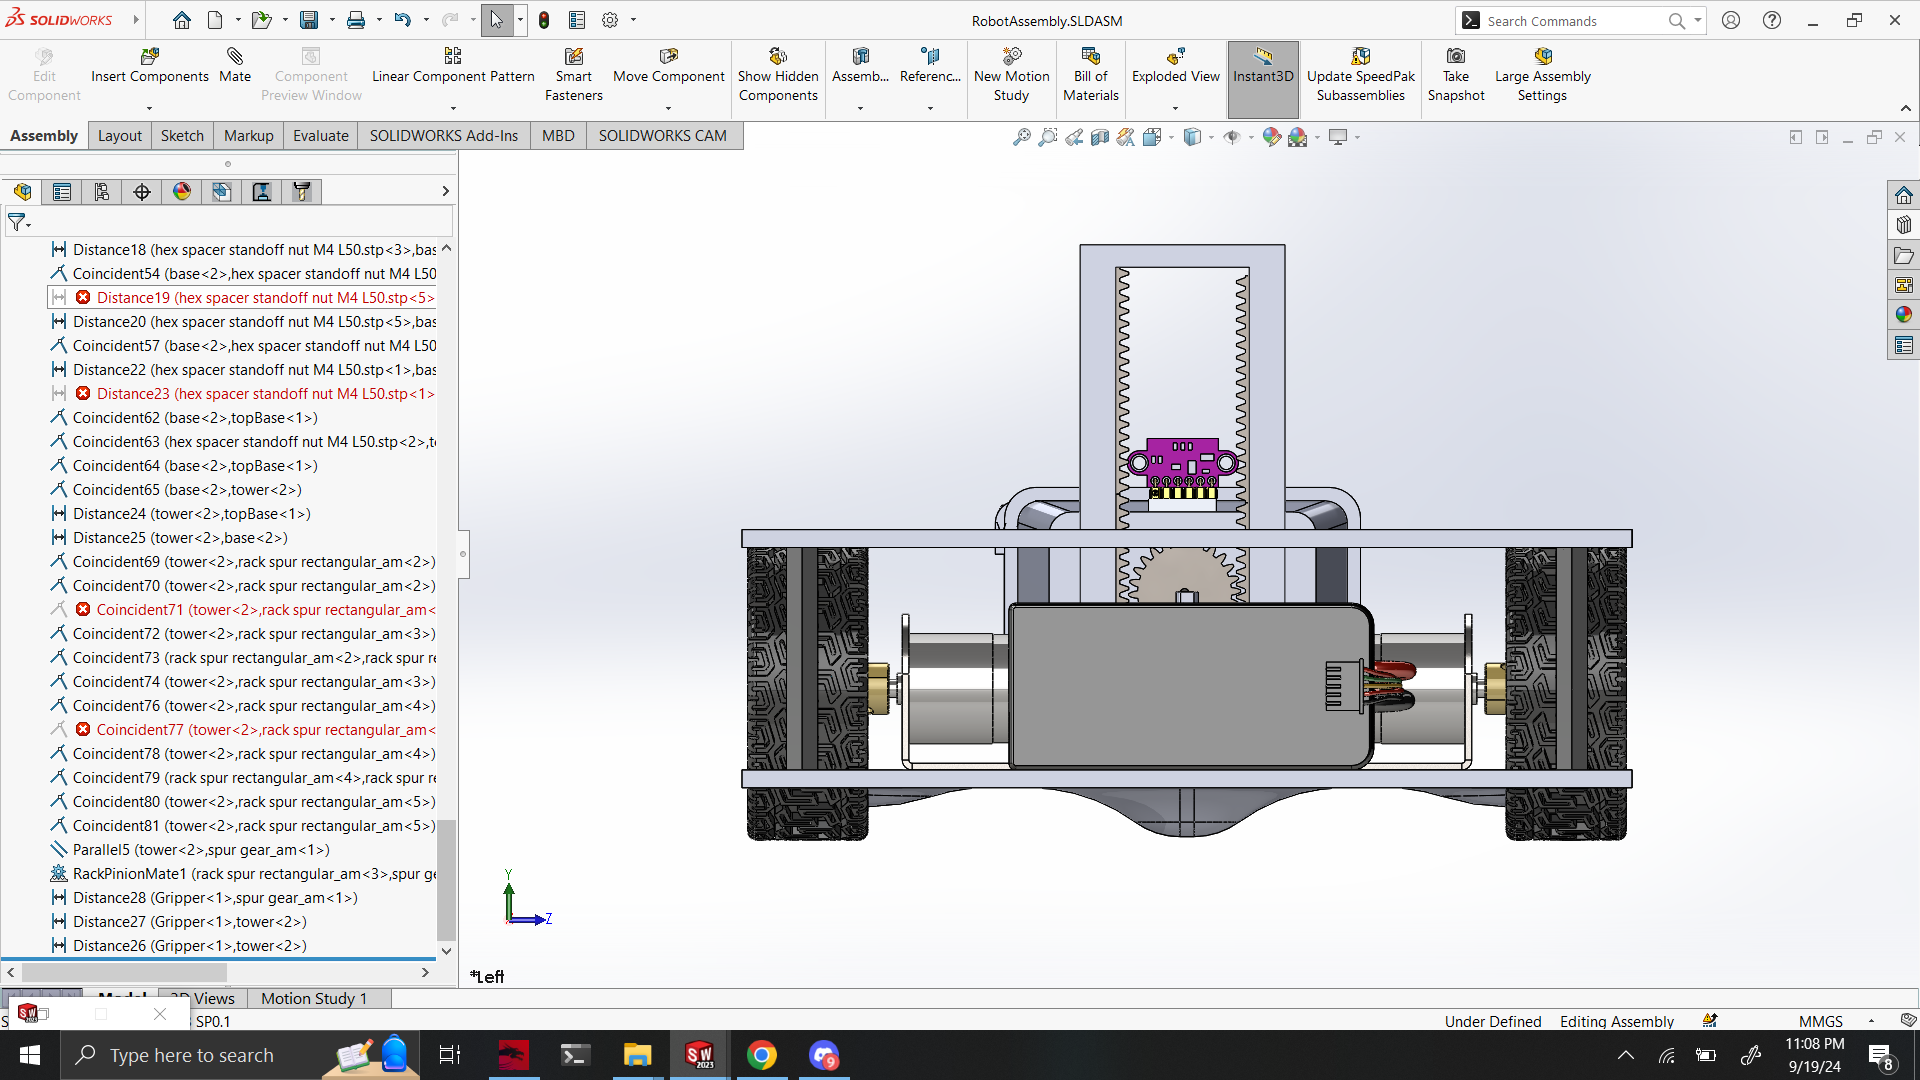 SOLIDWORKS
RobotAssembly.SLDASM
Search Commands
Edit Component
Insert Components
Mate
Component Preview Window
Linear Component Pattern
Smart Fasteners
Move Component
Show Hidden Components
Assemb...
Referenc...
New Motion Study
Bill of Materials
Exploded View
Instant3D
Update SpeedPak Subassemblies
Take Snapshot
Large Assembly Settings
Assembly
Layout
Sketch
Markup
Evaluate
SOLIDWORKS Add-Ins
MBD
SOLIDWORKS CAM
Distance18 (hex spacer standoff nut M4 L50.stp<3>,bas
Coincident54 (base<2>,hex spacer standoff nut M4 L50
Distance19 (hex spacer standoff nut M4 L50.stp<5>
Distance20 (hex spacer standoff nut M4 L50.stp<5>,bas
Coincident57 (base<2>,hex spacer standoff nut M4 L50
Distance22 (hex spacer standoff nut M4 L50.stp<1>,bas
Distance23 (hex spacer standoff nut M4 L50.stp<1>
Coincident62 (base<2>,topBase<1>)
Coincident63 (hex spacer standoff nut M4 L50.stp<2>,t
Coincident64 (base<2>,topBase<1>)
Coincident65 (base<2>,tower<2>)
Distance24 (tower<2>,topBase<1>)
Distance25 (tower<2>,base<2>)
Coincident69 (tower<2>,rack spur rectangular_am<2>)
Coincident70 (tower<2>,rack spur rectangular_am<2>)
Coincident71 (tower<2>,rack spur rectangular_am<
Coincident72 (tower<2>,rack spur rectangular_am<3>)
Coincident73 (rack spur rectangular_am<2>,rack spur re
Coincident74 (tower<2>,rack spur rectangular_am<3>)
Coincident76 (tower<2>,rack spur rectangular_am<4>)
Coincident77 (tower<2>,rack spur rectangular_am<
Coincident78 (tower<2>,rack spur rectangular_am<4>)
Coincident79 (rack spur rectangular_am<4>,rack spur re
Coincident80 (tower<2>,rack spur rectangular_am<5>)
Coincident81 (tower<2>,rack spur rectangular_am<5>)
Parallel5 (tower<2>,spur gear_am<1>)
RackPinionMate1 (rack spur rectangular_am<3>,spur ge
Distance28 (Gripper<1>,spur gear_am<1>)
Distance27 (Gripper<1>,tower<2>)
Distance26 (Gripper<1>,tower<2>)
Y
Z
*Left
Model
3D Views
Motion Study 1
SP0.1
Under Defined
Editing Assembly
MMGS
Type here to search
SW 2023
9
11:08 PM
9/19/24
8